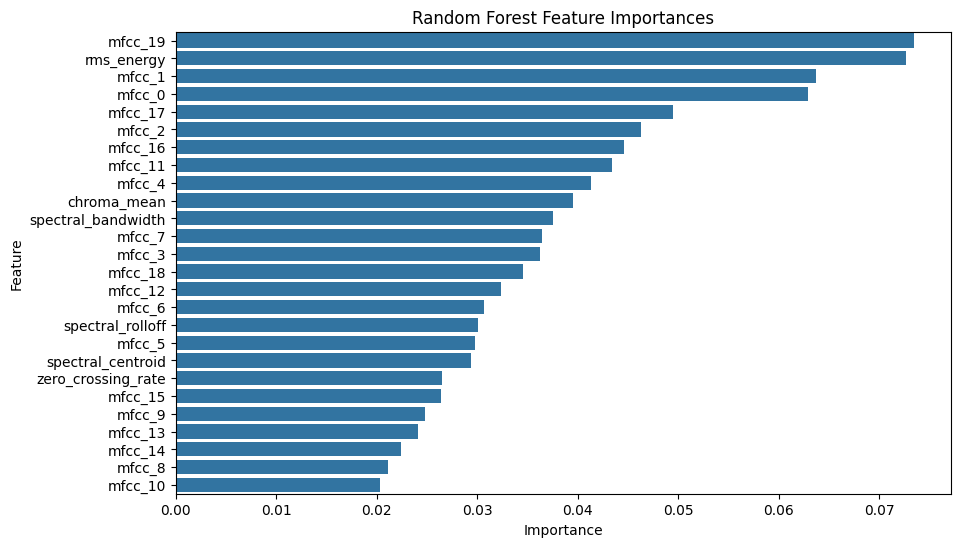 Random Forest Feature Importances
mfcc_19
rms_energy
mfcc_1
mfcc_0
mfcc_17
mfcc_2
mfcc_16
mfcc_11
mfcc_4
chroma_mean
spectral_bandwidth
mfcc_7
mfcc_3
mfcc_18
mfcc_12
mfcc_6
spectral_rolloff
mfcc_5
spectral_centroid
zero_crossing_rate
mfcc_15
mfcc_9
mfcc_13
mfcc_14
mfcc_8
mfcc_10
Feature
0.00 0.01 0.02 0.03 0.04 0.05 0.06 0.07
Importance